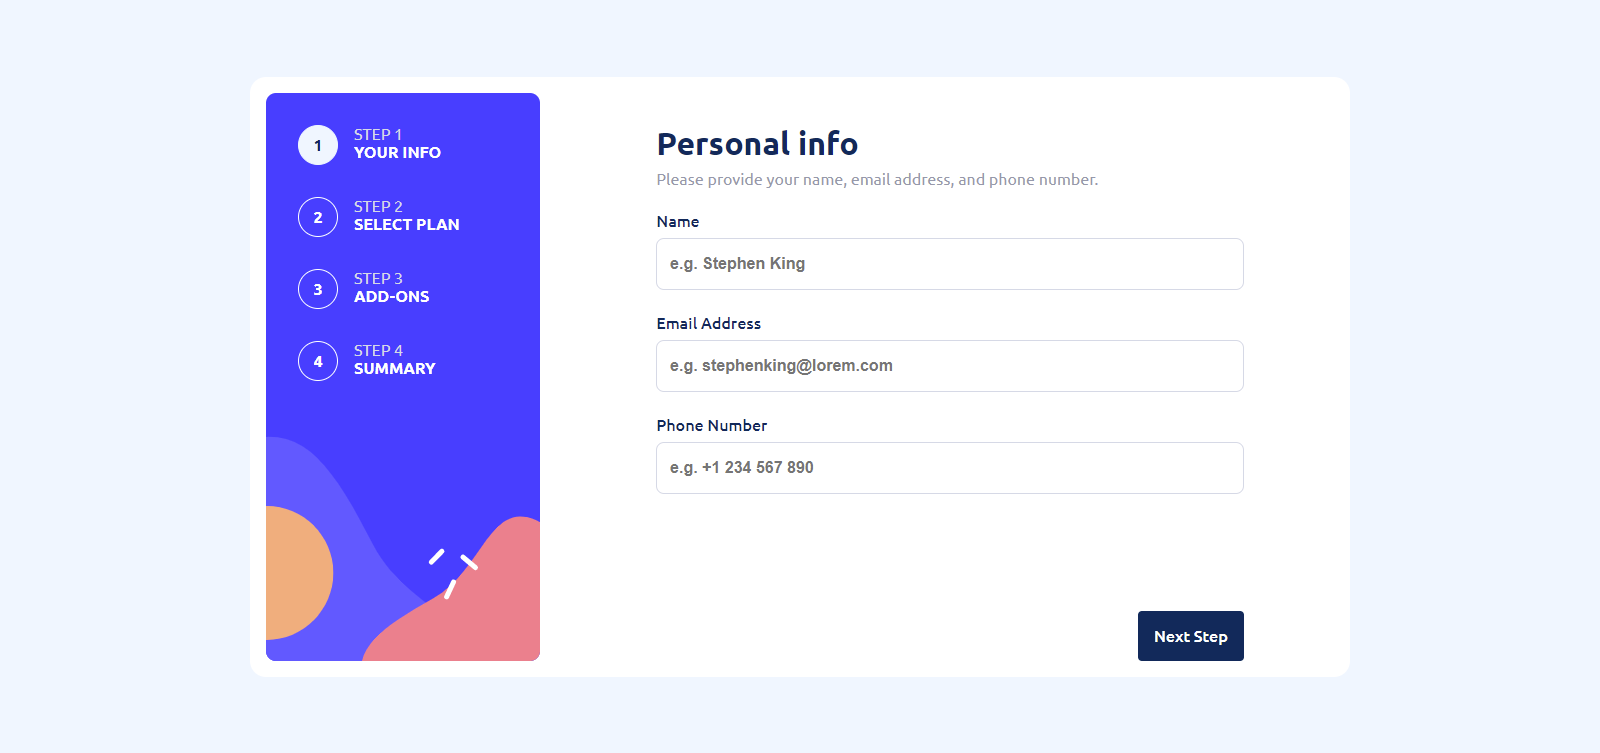 1
STEP 1
YOUR INFO
2
STEP 2
SELECT PLAN
3
STEP 3
ADD-ONS
4
STEP 4
SUMMARY
Personal info
Please provide your name, email address, and phone number.
Name
e.g. Stephen King
Email Address
e.g. stephenking@lorem.com
Phone Number
e.g. +1 234 567 890
Next Step